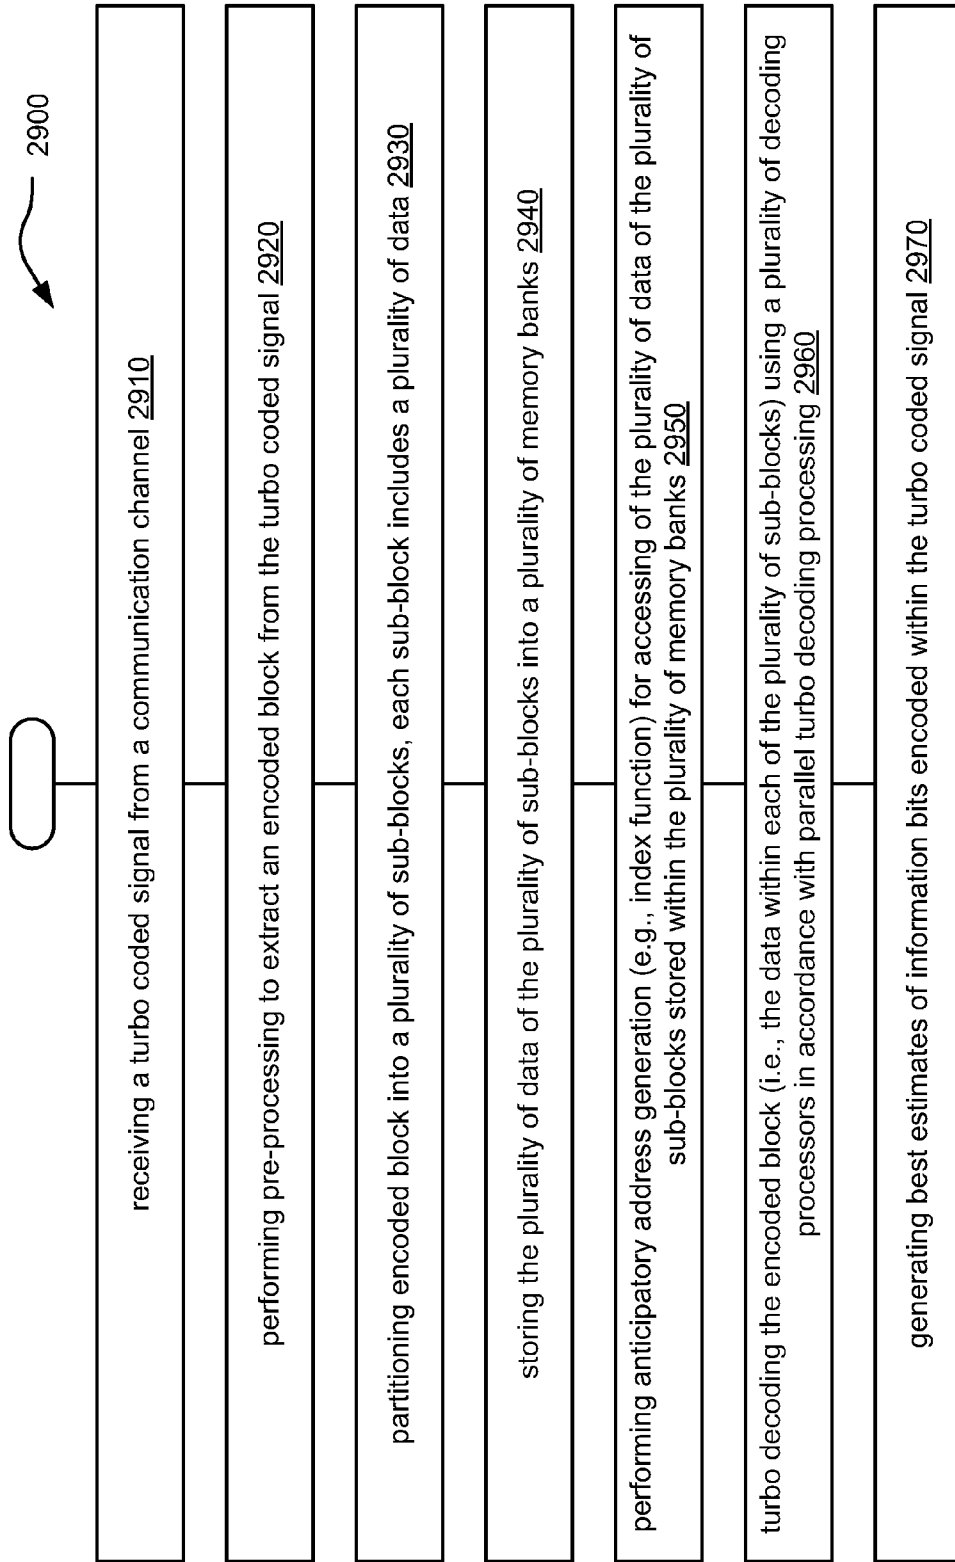 2900
receiving a turbo coded signal from a communication channel 2910
performing pre-processing to extract an encoded block from the turbo coded signal 2920
partitioning encoded block into a plurality of sub-blocks, each sub-block includes a plurality of data 2930
storing the plurality of data of the plurality of sub-blocks into a plurality of memory banks 2940
performing anticipatory address generation (e.g., index function) for accessing of the plurality of data of the plurality of
sub-blocks stored within the plurality of memory banks 2950
turbo decoding the encoded block (i.e., the data within each of the plurality of sub-blocks) using a plurality of decoding
processors in accordance with parallel turbo decoding processing 2960
generating best estimates of information bits encoded within the turbo coded signal 2970